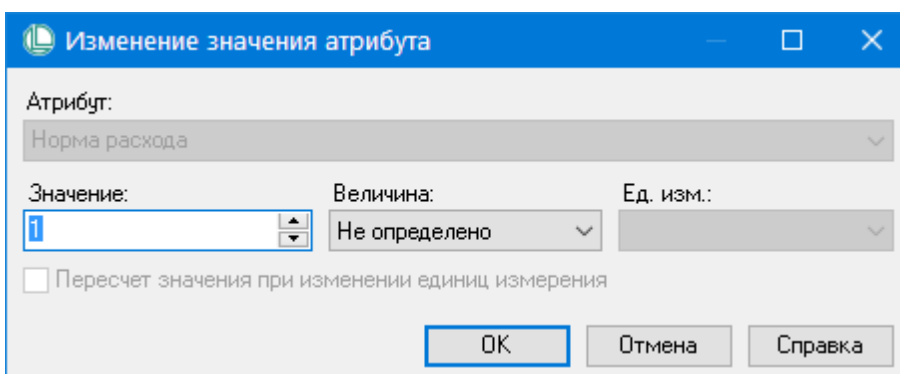 Изменение значения атрибута
Атрибут:
Норма расхода
Значение: Величина: Ед. изм.:
1 Не определено
Пересчет значения при изменении единиц измерения
OK Отмена Справка